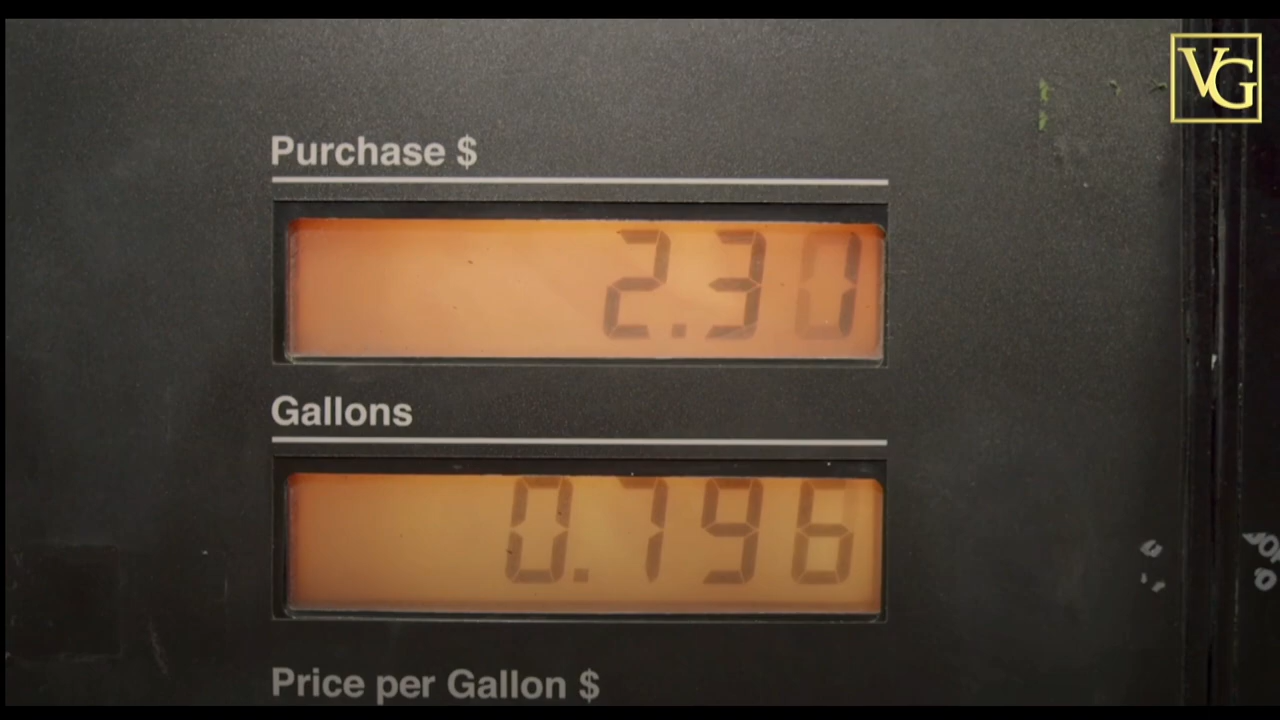 VG
Purchase $
2.30
Gallons
0.796
Price per Gallon $